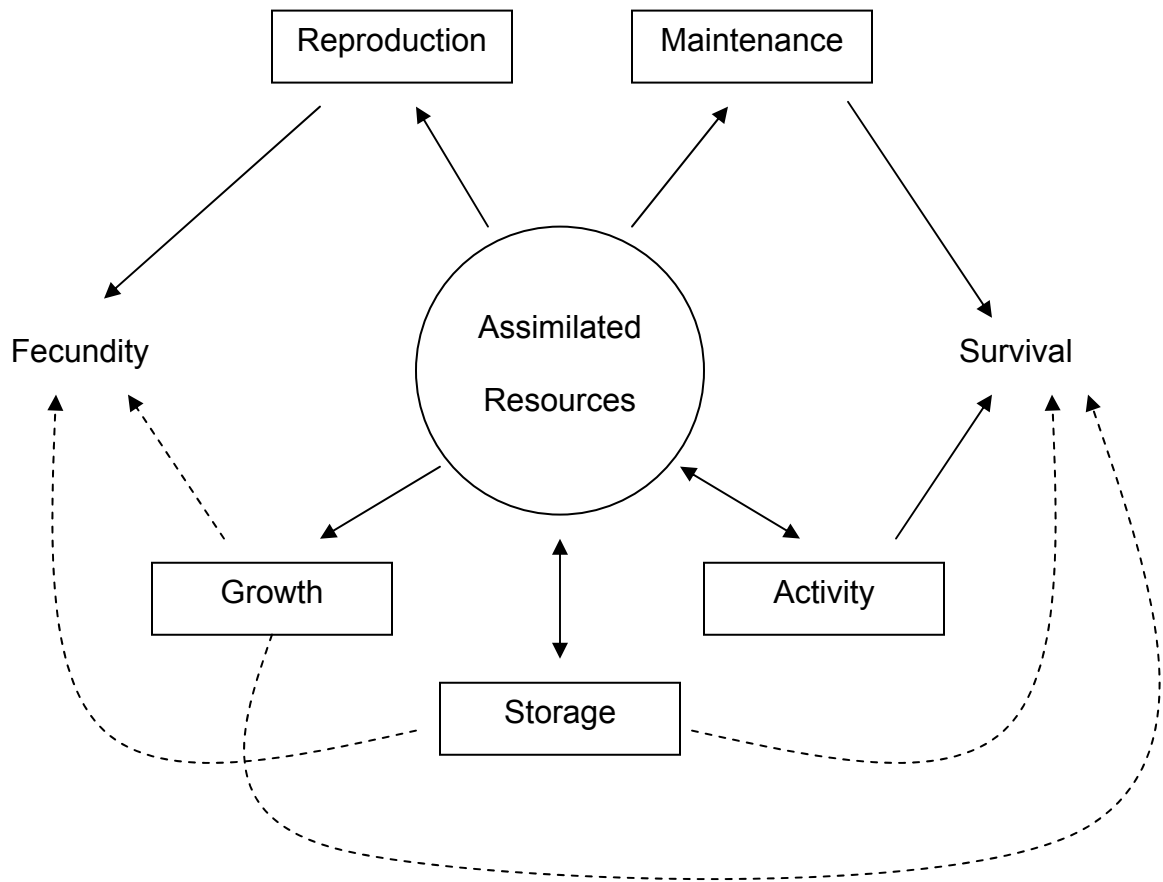 Reproduction
Maintenance
Assimilated
Resources
Fecundity
Survival
Growth
Activity
Storage